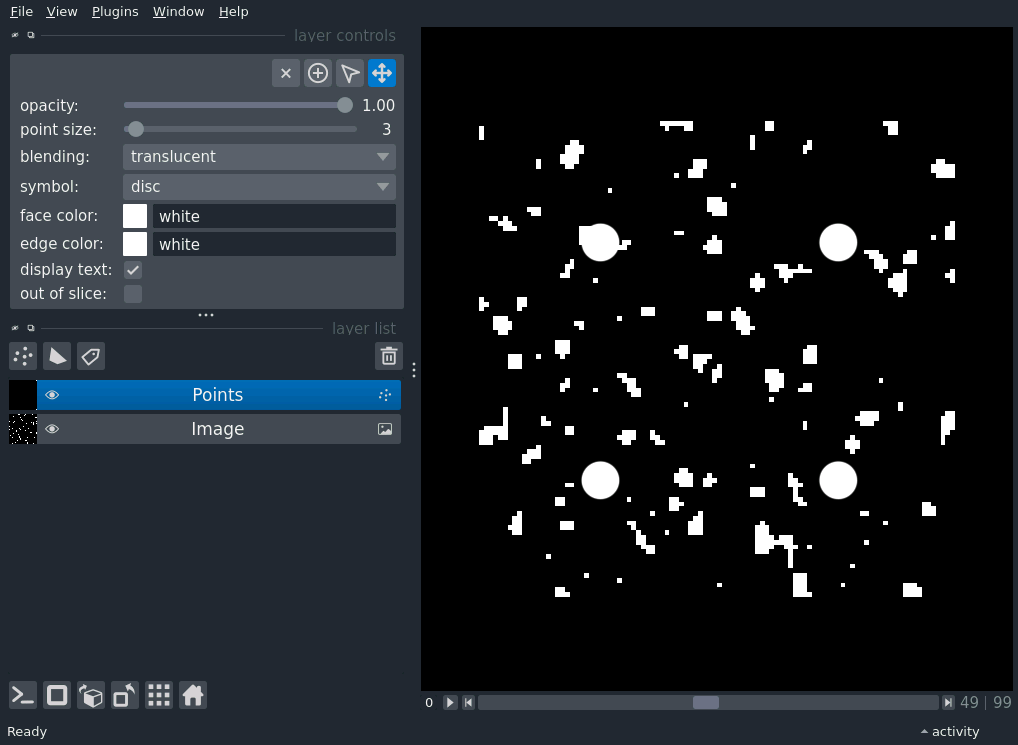 File View Plugins Window Help
layer controls
opacity: 1.00
point size: 3
blending: translucent
symbol: disc
face color: white
edge color: white
display text:
out of slice:
layer list
Points
Image
0 49 | 99
Ready activity